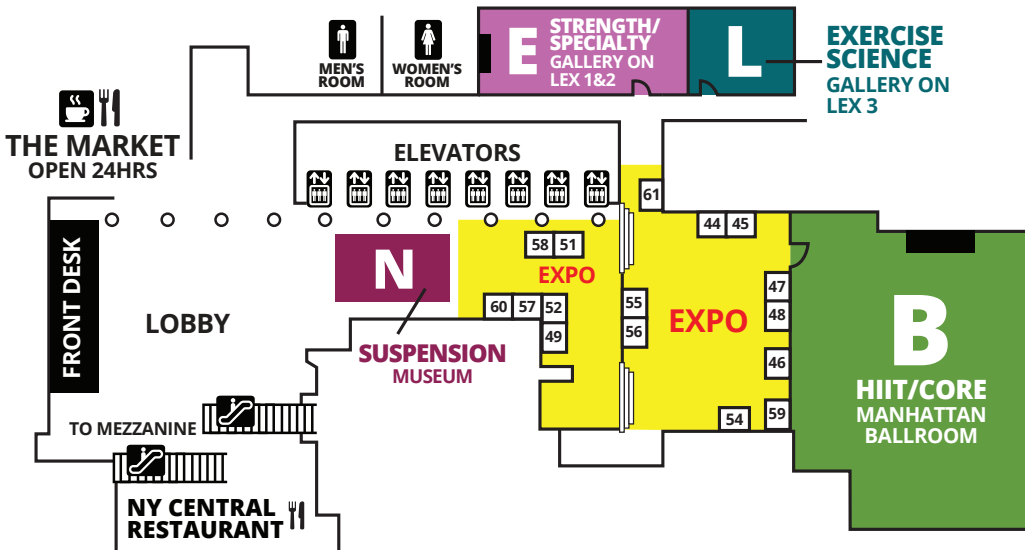 MEN'S
ROOM
WOMEN'S
ROOM
E
STRENGTH/
SPECIALTY
GALLERY ON
LEX 1&2
L
EXERCISE
SCIENCE
GALLERY ON
LEX 3
THE MARKET
OPEN 24HRS
ELEVATORS
61
44
45
58
51
EXPO
N
FRONT DESK
LOBBY
60
57
52
49
55
56
EXPO
47
48
46
54
59
B
HIIT/CORE
MANHATTAN
BALLROOM
SUSPENSION
MUSEUM
TO MEZZANINE
NY CENTRAL
RESTAURANT